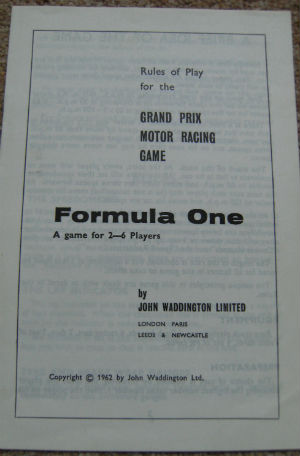 Rules of Play
for the
GRAND PRIX
MOTOR RACING
GAME
Formula One
A game for 2—6 Players
by
JOHN WADDINGTON LIMITED
LONDON PARIS
LEEDS & NEWCASTLE
Copyright © 1962 by John Waddington Ltd.